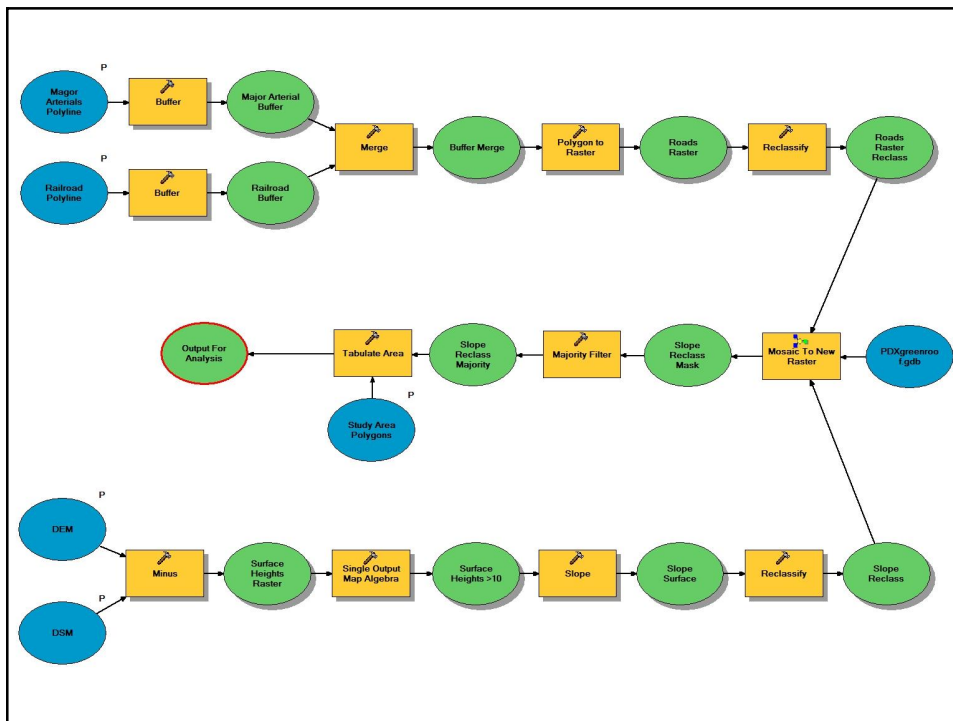 P
Magor
Arterials
Polyline
Buffer
Major Arterial
Buffer
Merge
Buffer Merge
Polygon to
Raster
Roads
Raster
Reclassify
Roads
Raster
Reclass
P
Railroad
Polyline
Buffer
Railroad
Buffer
Output For
Analysis
Tabulate Area
Slope
Reclass
Majority
Majority Filter
Slope
Reclass
Mask
Mosaic To New
Raster
PDXgreenroo
f.gdb
P
Study Area
Polygons
P
DEM
Minus
Surface
Heights
Raster
Single Output
Map Algebra
Surface
Heights >10
Slope
Slope
Surface
Reclassify
Slope
Reclass
P
DSM